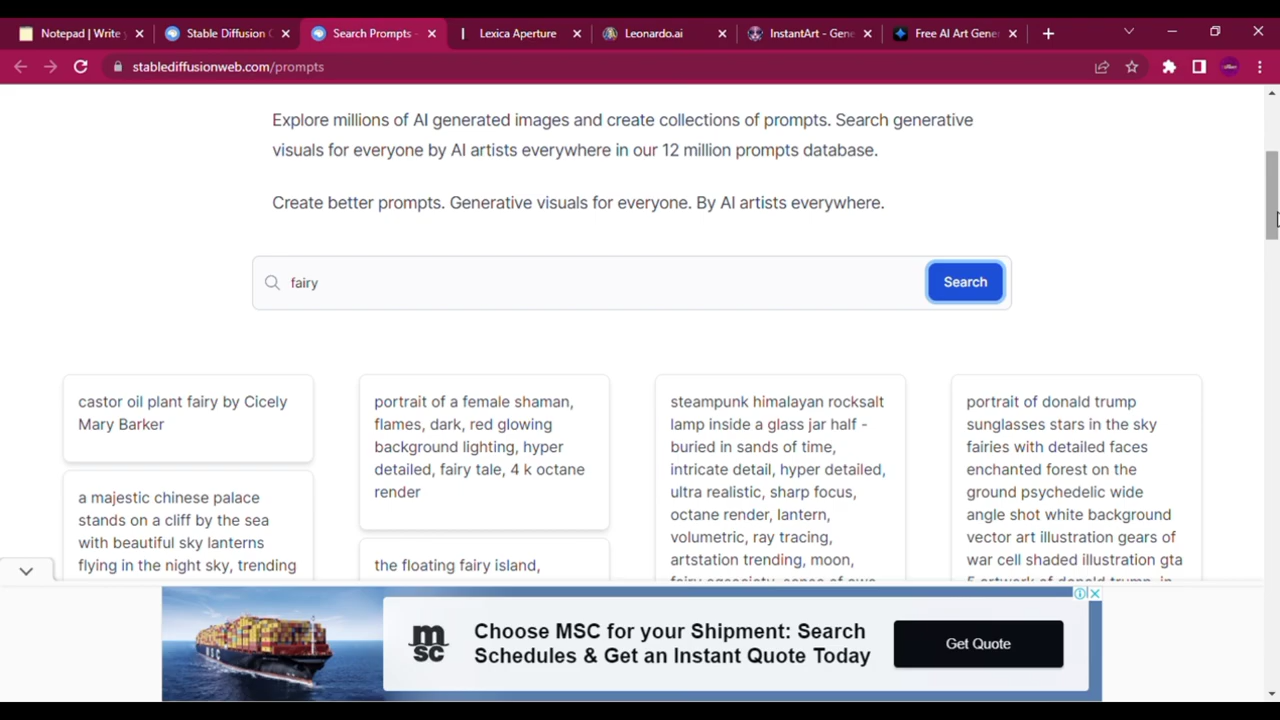 Notepad | Write
Stable Diffusion
Search Prompts
Lexica Aperture
Leonardo.ai
InstantArt - Gene
Free AI Art Gene
stablediffusionweb.com/prompts
Explore millions of AI generated images and create collections of prompts. Search generative
visuals for everyone by AI artists everywhere in our 12 million prompts database.
Create better prompts. Generative visuals for everyone. By AI artists everywhere.
fairy
Search
castor oil plant fairy by Cicely
Mary Barker
a majestic chinese palace
stands on a cliff by the sea
with beautiful sky lanterns
flying in the night sky, trending
portrait of a female shaman,
flames, dark, red glowing
background lighting, hyper
detailed, fairy tale, 4 k octane
render
the floating fairy island,
steampunk himalayan rocksalt
lamp inside a glass jar half -
buried in sands of time,
intricate detail, hyper detailed,
ultra realistic, sharp focus,
octane render, lantern,
volumetric, ray tracing,
artstation trending, moon,
portrait of donald trump
sunglasses stars in the sky
fairies with detailed faces
enchanted forest on the
ground psychedelic wide
angle shot white background
vector art illustration gears of
war cell shaded illustration gta
5 artwork of donald trump, in
MSC
msc
Choose MSC for your Shipment: Search
Schedules & Get an Instant Quote Today
Get Quote